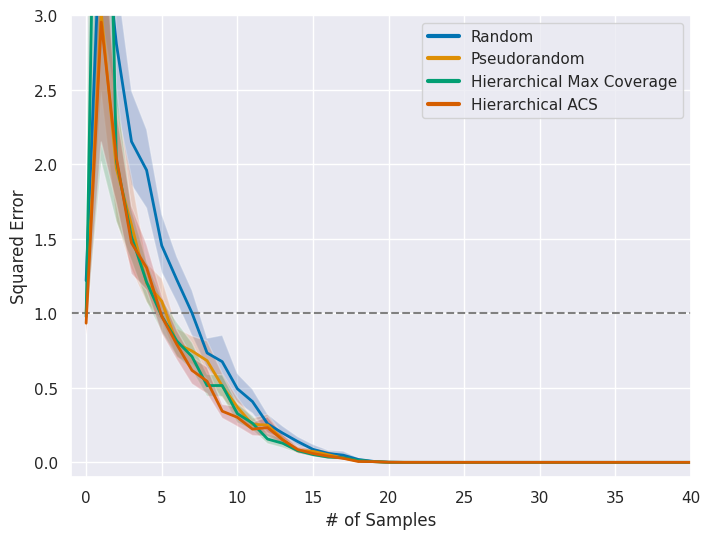 3.0
2.5
2.0
1.5
1.0
0.5
0.0
Squared Error
Random
Pseudorandom
Hierarchical Max Coverage
Hierarchical ACS
0 5 10 15 20 25 30 35 40
# of Samples